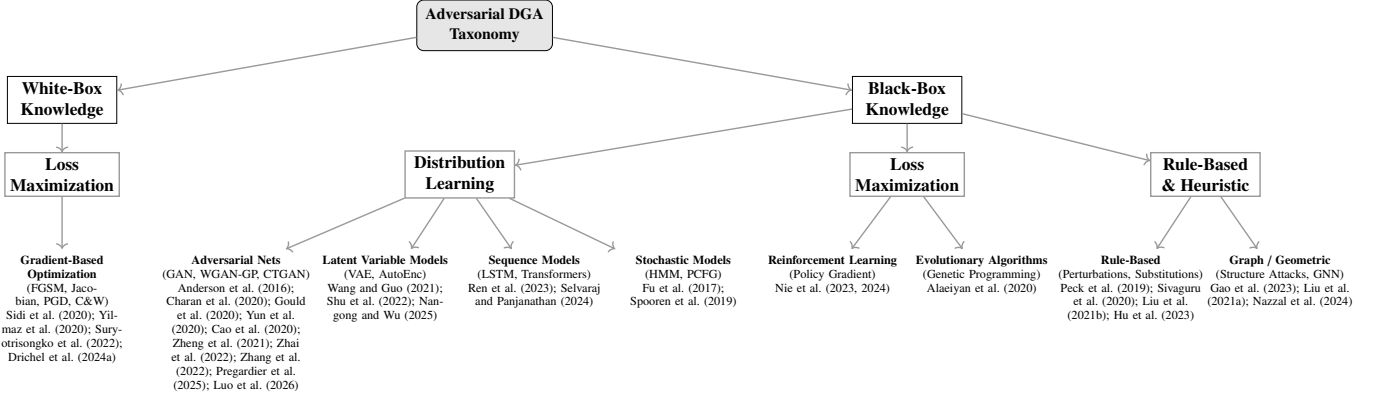 Adversarial DGA
Taxonomy
White-Box
Knowledge
Black-Box
Knowledge
Loss
Maximization
Distribution
Learning
Loss
Maximization
Rule-Based
& Heuristic
Gradient-Based
Optimization
(FGSM, Jaco-
bian, PGD, C&W)
Sidi et al. (2020); Yil-
maz et al. (2020); Sury-
otrisongko et al. (2022);
Drichel et al. (2024a)
Adversarial Nets
(GAN, WGAN-GP, CTGAN)
Anderson et al. (2016);
Charan et al. (2020); Gould
et al. (2020); Yun et al.
(2020); Cao et al. (2020);
Zheng et al. (2021); Zhai
et al. (2022); Zhang et al.
(2022); Pregardier et al.
(2025); Luo et al. (2026)
Latent Variable Models
(VAE, AutoEnc)
Wang and Guo (2021);
Shu et al. (2022); Nan-
gong and Wu (2025)
Sequence Models
(LSTM, Transformers)
Ren et al. (2023); Selvaraj
and Panjanathan (2024)
Stochastic Models
(HMM, PCFG)
Fu et al. (2017);
Spooren et al. (2019)
Reinforcement Learning
(Policy Gradient)
Nie et al. (2023, 2024)
Evolutionary Algorithms
(Genetic Programming)
Alaeiyan et al. (2020)
Rule-Based
(Perturbations, Substitutions)
Peck et al. (2019); Sivaguru
et al. (2020); Liu et al.
(2021b); Hu et al. (2023)
Graph / Geometric
(Structure Attacks, GNN)
Gao et al. (2023); Liu et al.
(2021a); Nazzal et al. (2024)